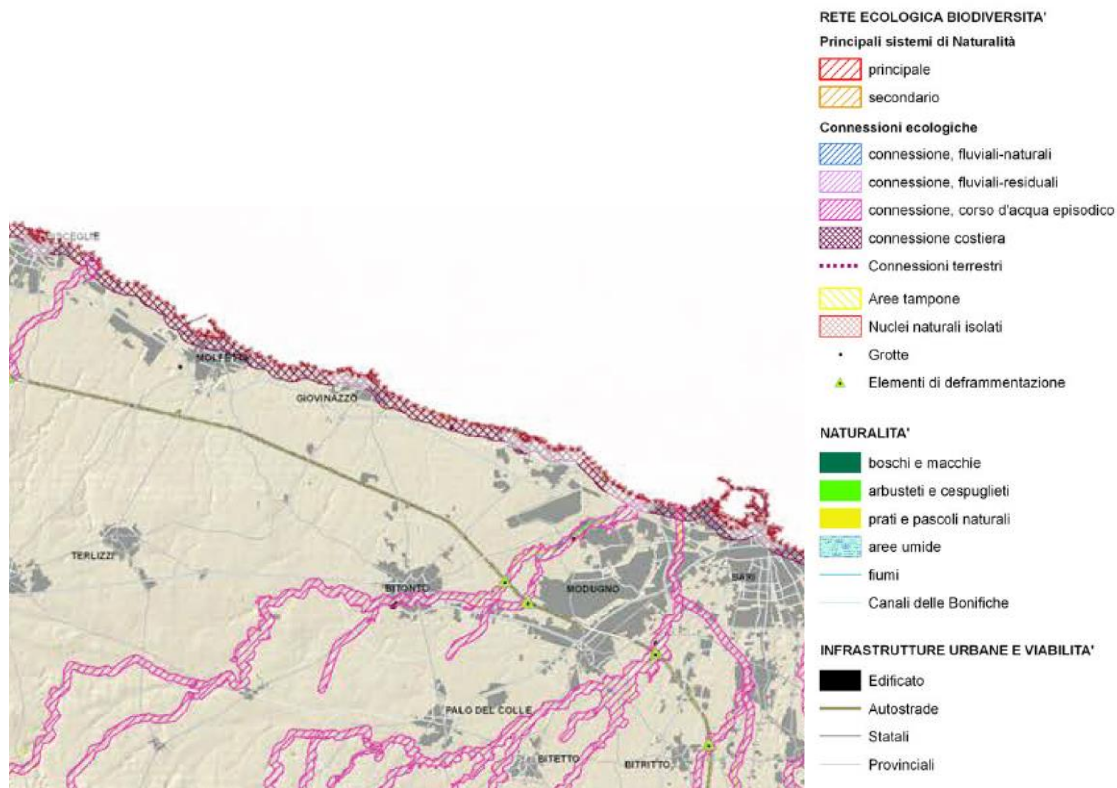 RETE ECOLOGICA BIODIVERSITA'
Principali sistemi di Naturalità
principale
secondario
Connessioni ecologiche
connessione, fluviali-naturali
connessione, fluviali-residuali
connessione, corso d'acqua episodico
connessione costiera
Connessioni terrestri
Aree tampone
Nuclei naturali isolati
Grotte
Elementi di deframmentazione
NATURALITA'
boschi e macchie
arbusteti e cespuglieti
prati e pascoli naturali
aree umide
fiumi
Canali delle Bonifiche
INFRASTRUTTURE URBANE E VIABILITA'
Edificato
Autostrade
Statali
Provinciali
BISCEGLIE
MOLFETTA
GIOVINAZZO
TERLIZZI
BITONTO
MODUGNO
BARI
PALO DEL COLLE
BITETTO
BITRITTO